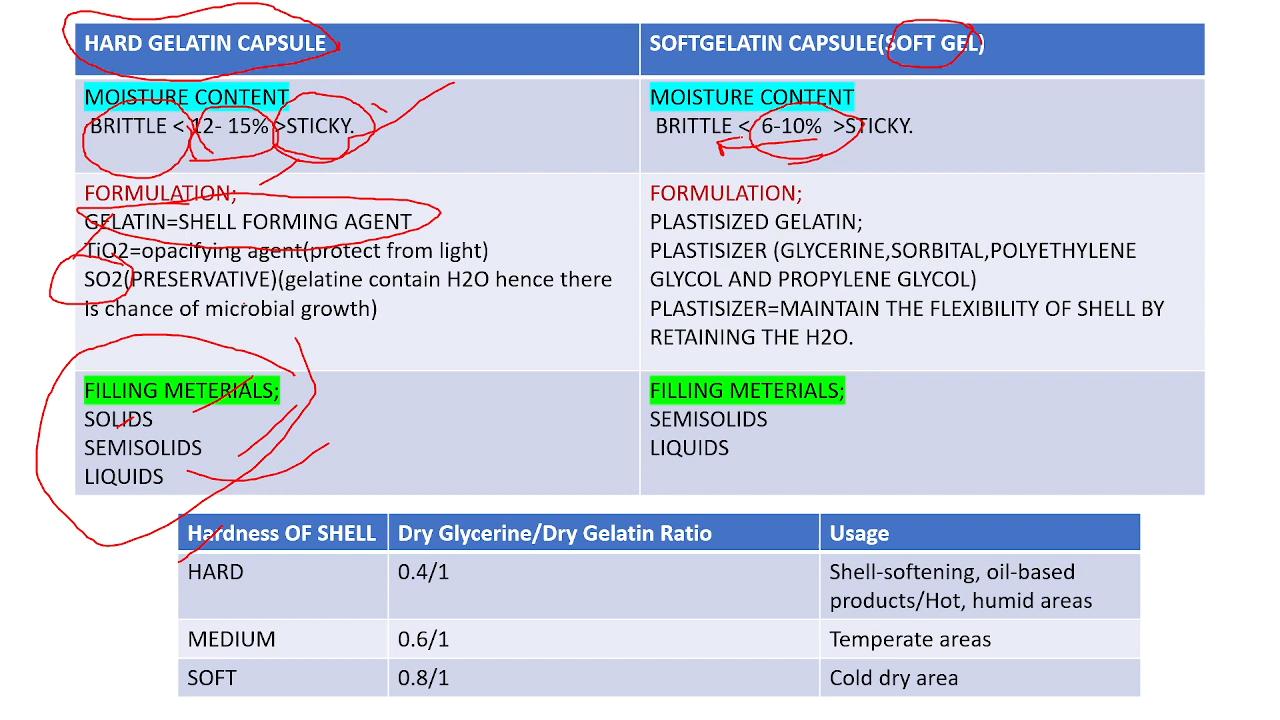 HARD GELATIN CAPSULE
SOFTGELATIN CAPSULE(SOFT GEL)
MOISTURE CONTENT
BRITTLE < 12- 15% >STICKY.
MOISTURE CONTENT
BRITTLE < 6-10% >STICKY.
FORMULATION;
GELATIN=SHELL FORMING AGENT
TiO2=opacifying agent(protect from light)
SO2(PRESERVATIVE)(gelatine contain H2O hence there
is chance of microbial growth)
FORMULATION;
PLASTISIZED GELATIN;
PLASTISIZER (GLYCERINE,SORBITAL,POLYETHYLENE
GLYCOL AND PROPYLENE GLYCOL)
PLASTISIZER=MAINTAIN THE FLEXIBILITY OF SHELL BY
RETAINING THE H2O.
FILLING METERIALS;
SOLIDS
SEMISOLIDS
LIQUIDS
FILLING METERIALS;
SEMISOLIDS
LIQUIDS
Hardness OF SHELL
Dry Glycerine/Dry Gelatin Ratio
Usage
HARD
0.4/1
Shell-softening, oil-based
products/Hot, humid areas
MEDIUM
0.6/1
Temperate areas
SOFT
0.8/1
Cold dry area